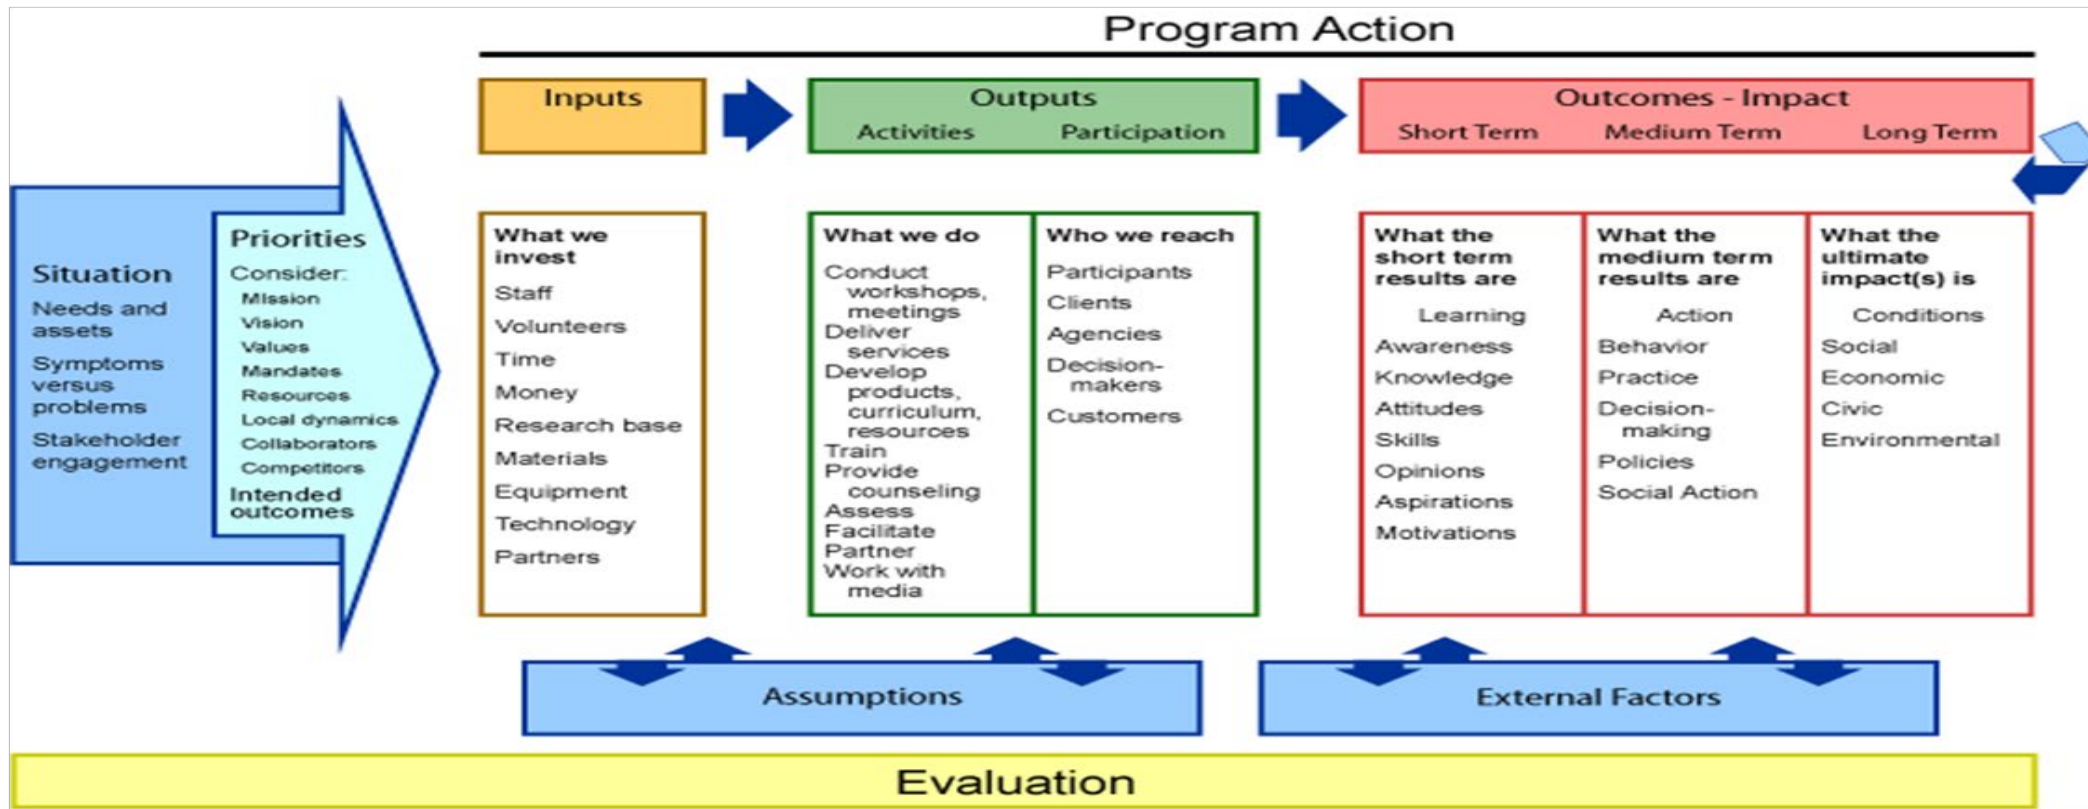 Program Action
Inputs
Outputs
Activities
Participation
Outcomes - Impact
Short Term
Medium Term
Long Term
Situation
Needs and
assets
Symptoms
versus
problems
Stakeholder
engagement
Priorities
Consider:
MIssion
Vision
Values
Mandates
Resources
Local dynamics
Collaborators
Competitors
Intended
outcomes
What we
invest
Staff
Volunteers
Time
Money
Research base
Materials
Equipment
Technology
Partners
What we do
Conduct
workshops,
meetings
Deliver
services
Develop
products,
curriculum,
resources
Train
Provide
counseling
Assess
Facilitate
Partner
Work with
media
Who we reach
Participants
Clients
Agencies
Decision-
makers
Customers
What the
short term
results are
Learning
Awareness
Knowledge
Attitudes
Skills
Opinions
Aspirations
Motivations
What the
medium term
results are
Action
Behavior
Practice
Decision-
making
Policies
Social Action
What the
ultimate
impact(s) is
Conditions
Social
Economic
Civic
Environmental
Assumptions
External Factors
Evaluation